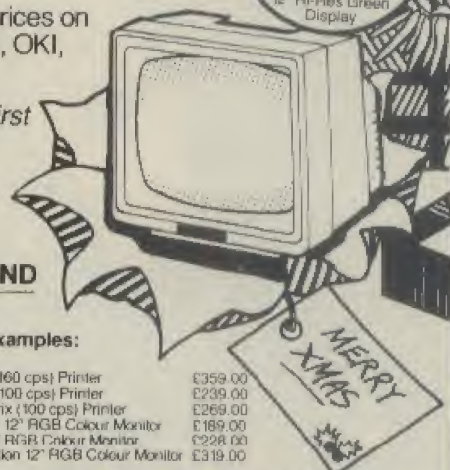 rices on
, OKI,
irst
12" Hi-Res Green
Display
ND
xamples:
160 cps) Printer £359.00
100 cps) Printer £239.00
ix (100 cps) Printer £269.00
12" RGB Colour Monitor £189.00
RGB Colour Monitor £228.00
tion 12" RGB Colour Monitor £319.00
MERRY
XMAS